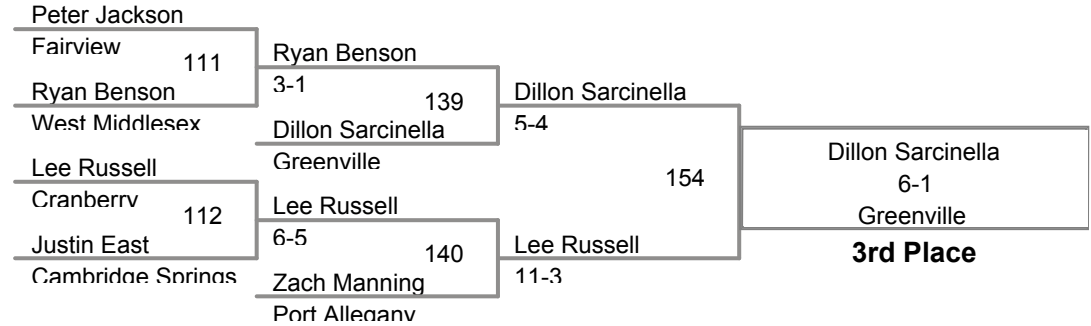 Peter Jackson
Fairview
111
Ryan Benson
West Middlesex
Lee Russell
Cranberry
112
Justin East
Cambridge Springs
Ryan Benson
3-1
139
Dillon Sarcinella
Greenville
Lee Russell
6-5
140
Zach Manning
Port Allegany
Dillon Sarcinella
5-4
154
Lee Russell
11-3
Dillon Sarcinella
6-1
Greenville
3rd Place